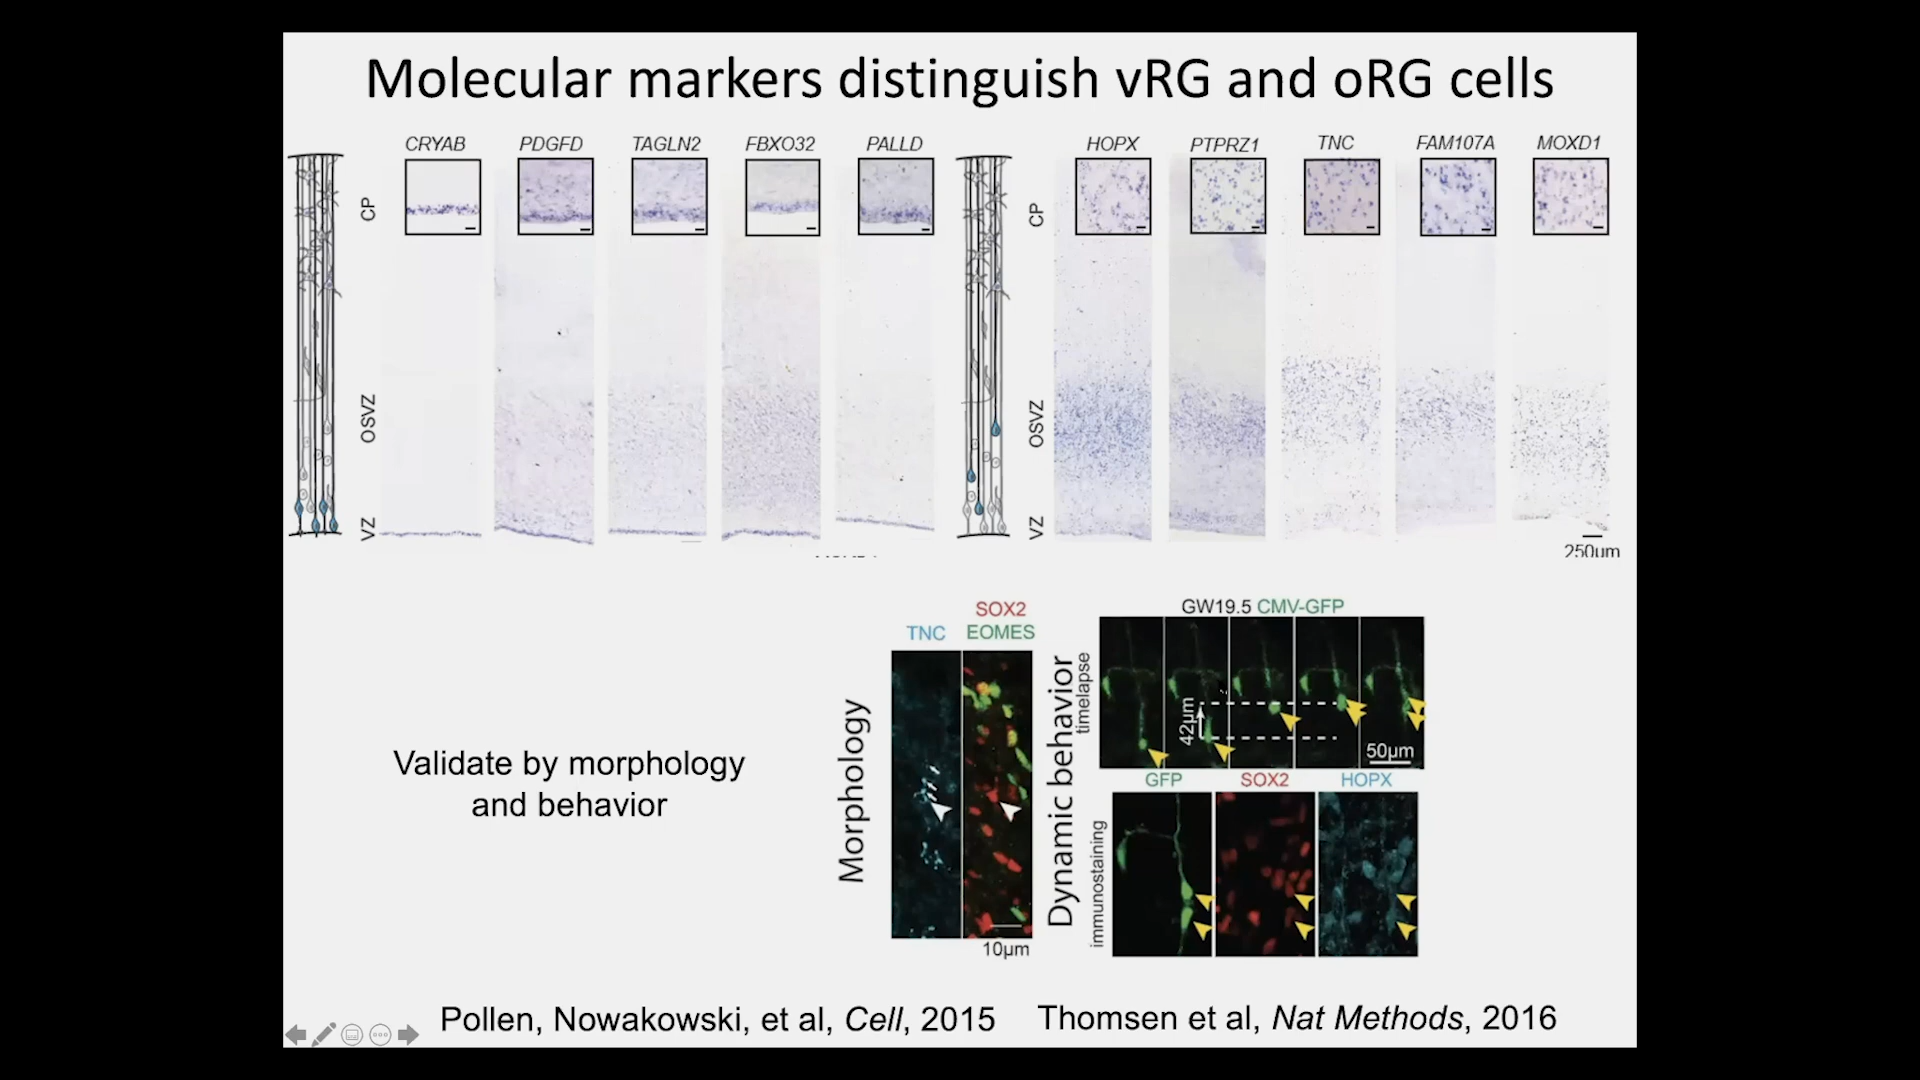 Molecular markers distinguish vRG and oRG cells
CRYAB PDGFD TAGLN2 FBXO32 PALLD
CP
OSVZ
VZ
HOPX PTPRZ1 TNC FAM107A MOXD1
CP
OSVZ
VZ
250um
Validate by morphology
and behavior
Morphology
SOX2
TNC EOMES
10µm
Dynamic behavior
timelapse
GW19.5 CMV-GFP
42µm
50µm
immunostaining
GFP SOX2 HOPX
Pollen, Nowakowski, et al, Cell, 2015
Thomsen et al, Nat Methods, 2016